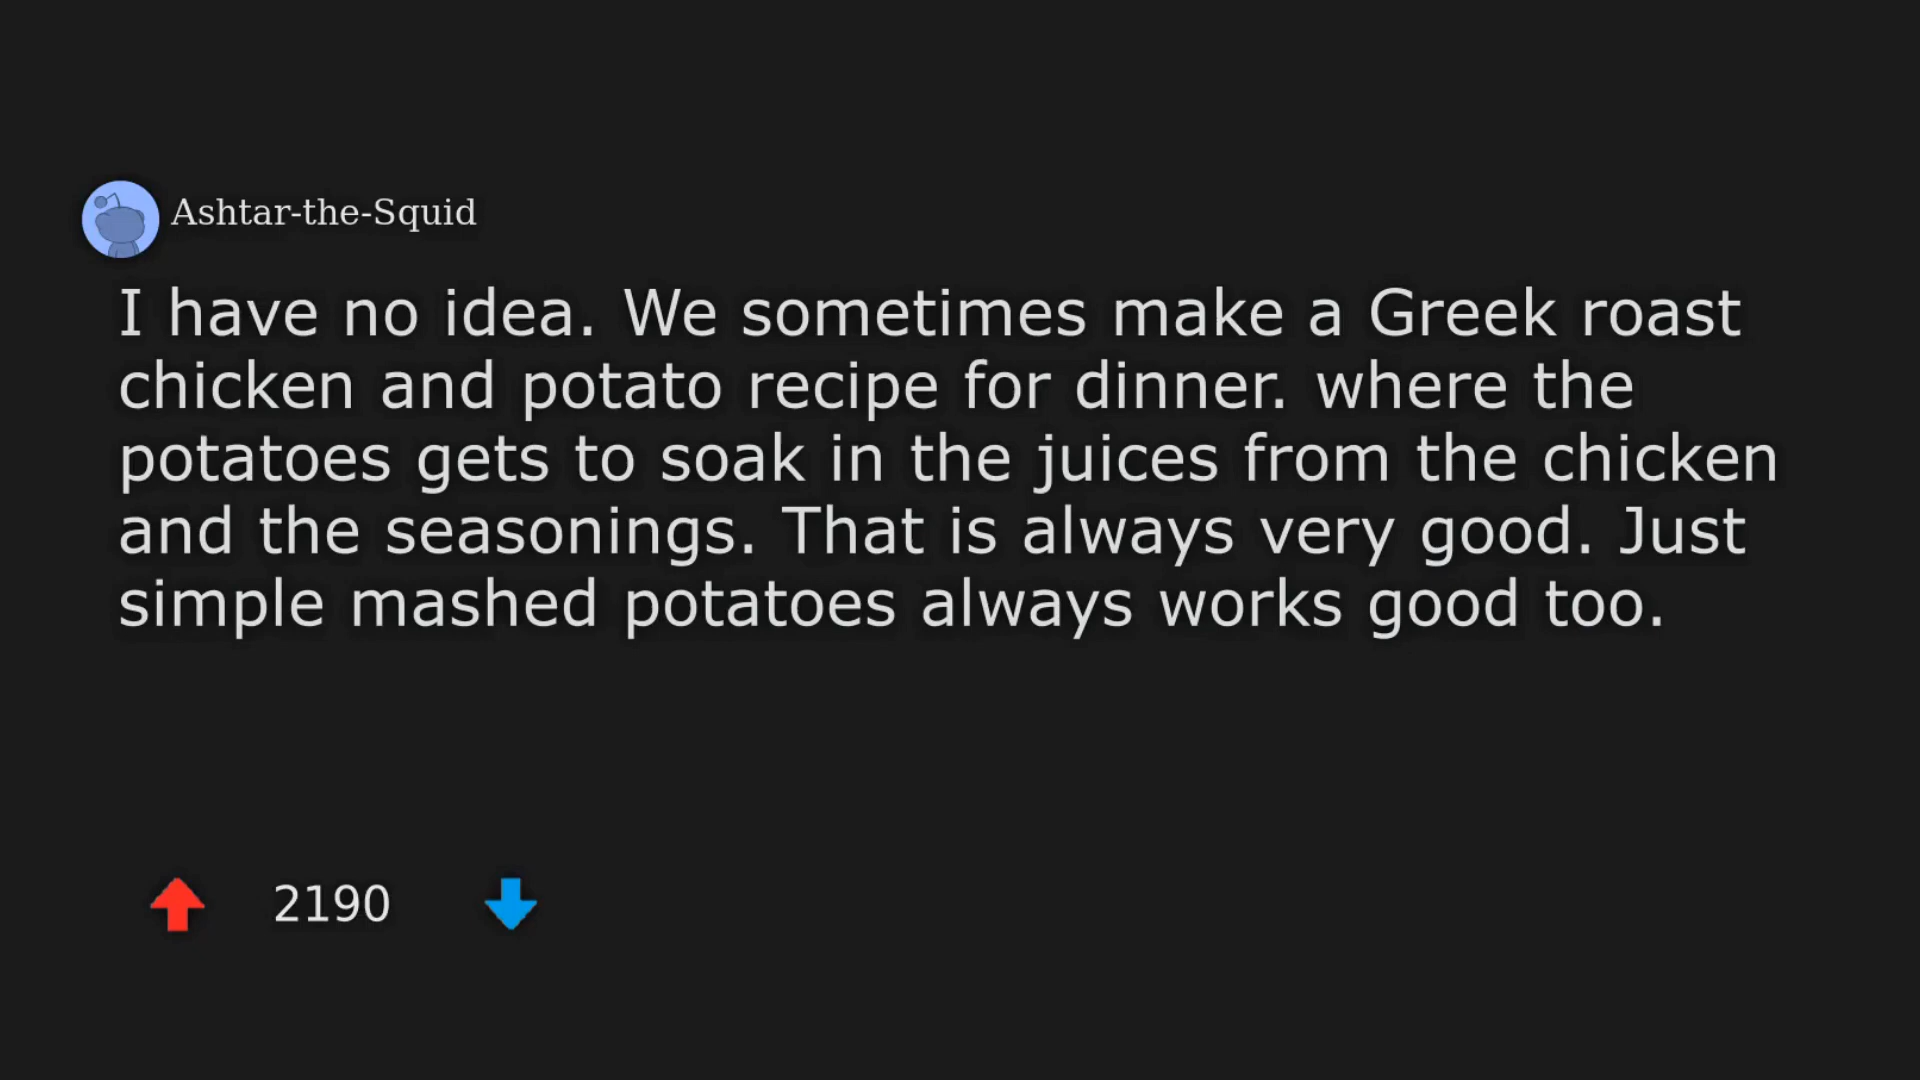 Ashtar-the-Squid
I have no idea. We sometimes make a Greek roast
chicken and potato recipe for dinner. where the
potatoes gets to soak in the juices from the chicken
and the seasonings. That is always very good. Just
simple mashed potatoes always works good too.
2190